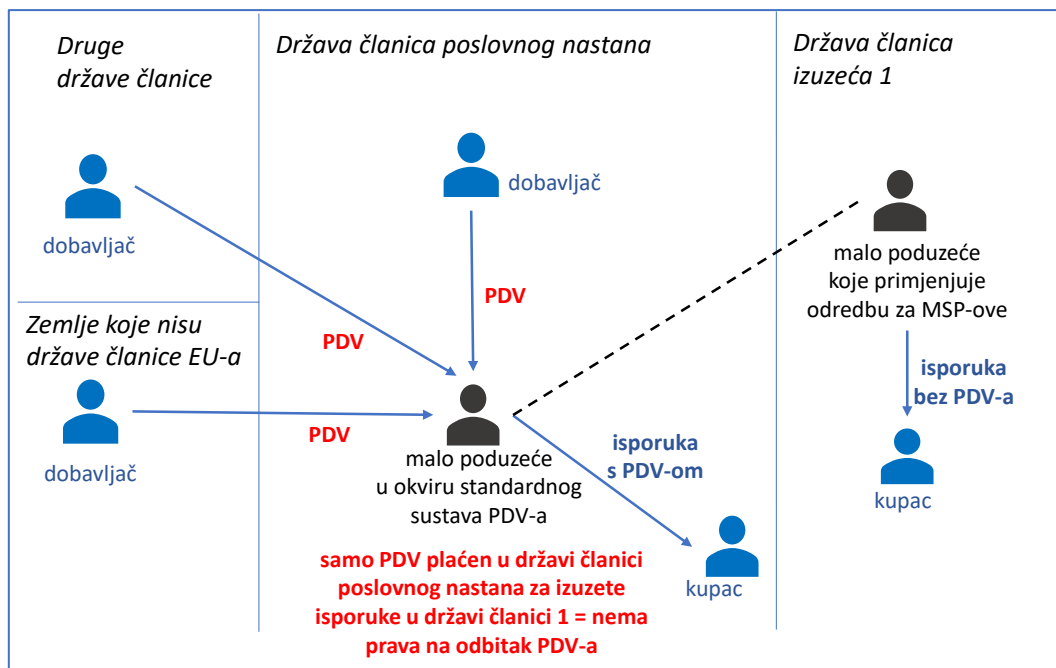 Druge
države članice
dobavljač
Zemlje koje nisu
države članice EU-a
dobavljač
Država članica poslovnog nastana
dobavljač
PDV
PDV
PDV
malo poduzeće
u okviru standardnog
sustava PDV-a
isporuka
s PDV-om
kupac
samo PDV plaćen u državi članici
poslovnog nastana za izuzete
isporuke u državi članici 1 = nema
prava na odbitak PDV-a
Država članica
izuzeća 1
malo poduzeće
koje primjenjuje
odredbu za MSP-ove
isporuka
bez PDV-a
kupac